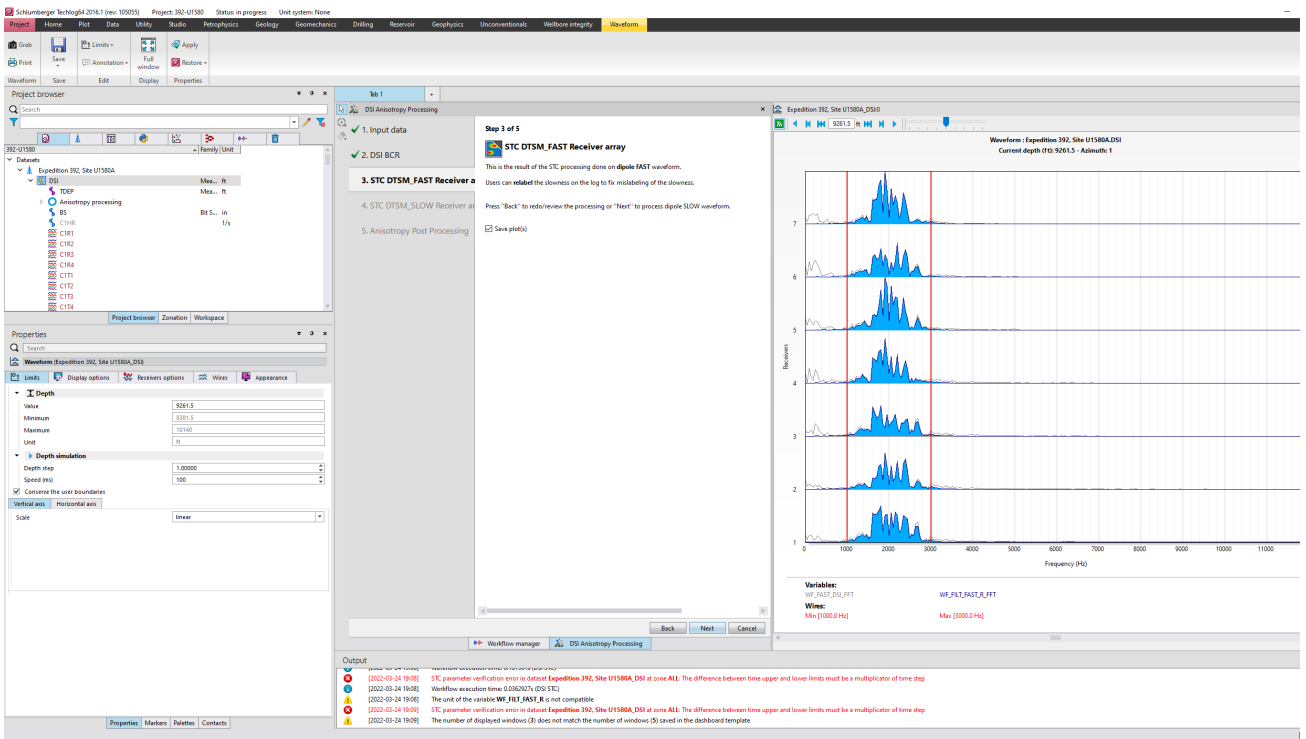 Schlumberger Techlog64 2016.1 (rev: 105055) Project: 392-U1580 Status: in progress Unit system: None
Project Home Plot Data Utility Studio Petrophysics Geology Geomechanics Drilling Reservoir Geophysics Unconventionals Wellbore integrity Waveform
Grab
Print
Save
Limits
Annotation
Full window
Apply
Restore
Waveform Save Edit Display Properties
Project browser
Search
392-U1580 Family Unit
Datasets
Expedition 392, Site U1580A
DSI Mea... ft
TDEP Mea... ft
Anisotropy processing
BS Bit S... in
C1HR 1/s
C1R1
C1R2
C1R3
C1R4
C1T1
C1T2
C1T3
C1T4
Project browser Zonation Workspace
Properties
Search
Waveform (Expedition 392, Site U1580A_DSI)
Limits Display options Receivers options Wires Appearance
Depth
Value 9261.5
Minimum 8381.5
Maximum 10140
Unit ft
Depth simulation
Depth step 1.00000
Speed (ms) 100
Conserve the user boundaries
Vertical axis Horizontal axis
Scale linear
Properties Markers Palettes Contacts
Tab 1 +
DSI Anisotropy Processing
1. Input data
2. DSI BCR
3. STC DTSM_FAST Receiver a
4. STC DTSM_SLOW Receiver ar
5. Anisotropy Post Processing
Step 3 of 5
STC DTSM_FAST Receiver array
This is the result of the STC processing done on dipole FAST waveform.
Users can relabel the slowness on the log to fix mislabeling of the slowness.
Press "Back" to redo/review the processing or "Next" to process dipole SLOW waveform.
Save plot(s)
Back Next Cancel
Workflow manager DSI Anisotropy Processing
Expedition 392, Site U1580A_DSI:0
9261.5 ft
Waveform : Expedition 392, Site U1580A.DSI
Current depth (ft): 9261.5 - Azimuth: 1
7
6
5
Receivers
4
3
2
1
0 1000 2000 3000 4000 5000 6000 7000 8000 9000 10000 11000
Frequency (Hz)
Variables:
WF_FAST_DSI_FFT WF_FILT_FAST_R_FFT
Wires:
Min [1000.0 Hz] Max [3000.0 Hz]
Output
[2022-03-24 19:08] STC parameter verification error in dataset Expedition 392, Site U1580A_DSI at zone ALL: The difference between time upper and lower limits must be a multiplicator of time step
[2022-03-24 19:08] Workflow execution time: 0.0362927s (DSI STC)
[2022-03-24 19:08] The unit of the variable WF_FILT_FAST_R is not compatible
[2022-03-24 19:09] STC parameter verification error in dataset Expedition 392, Site U1580A_DSI at zone ALL: The difference between time upper and lower limits must be a multiplicator of time step
[2022-03-24 19:09] The number of displayed windows (3) does not match the number of windows (5) saved in the dashboard template